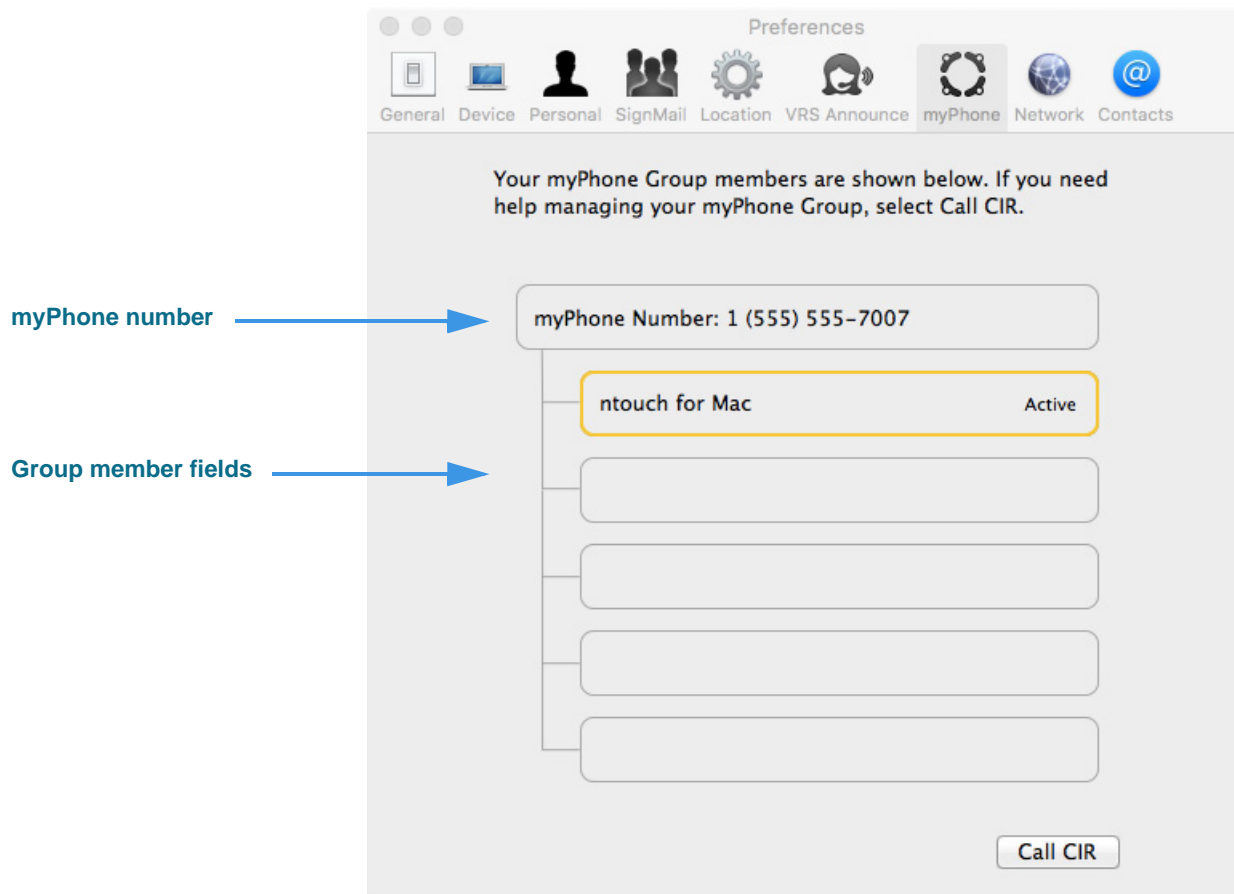 Preferences
General Device Personal SignMail Location VRS Announce myPhone Network Contacts
Your myPhone Group members are shown below. If you need
help managing your myPhone Group, select Call CIR.
myPhone number
myPhone Number: 1 (555) 555-7007
ntouch for Mac Active
Group member fields
Call CIR